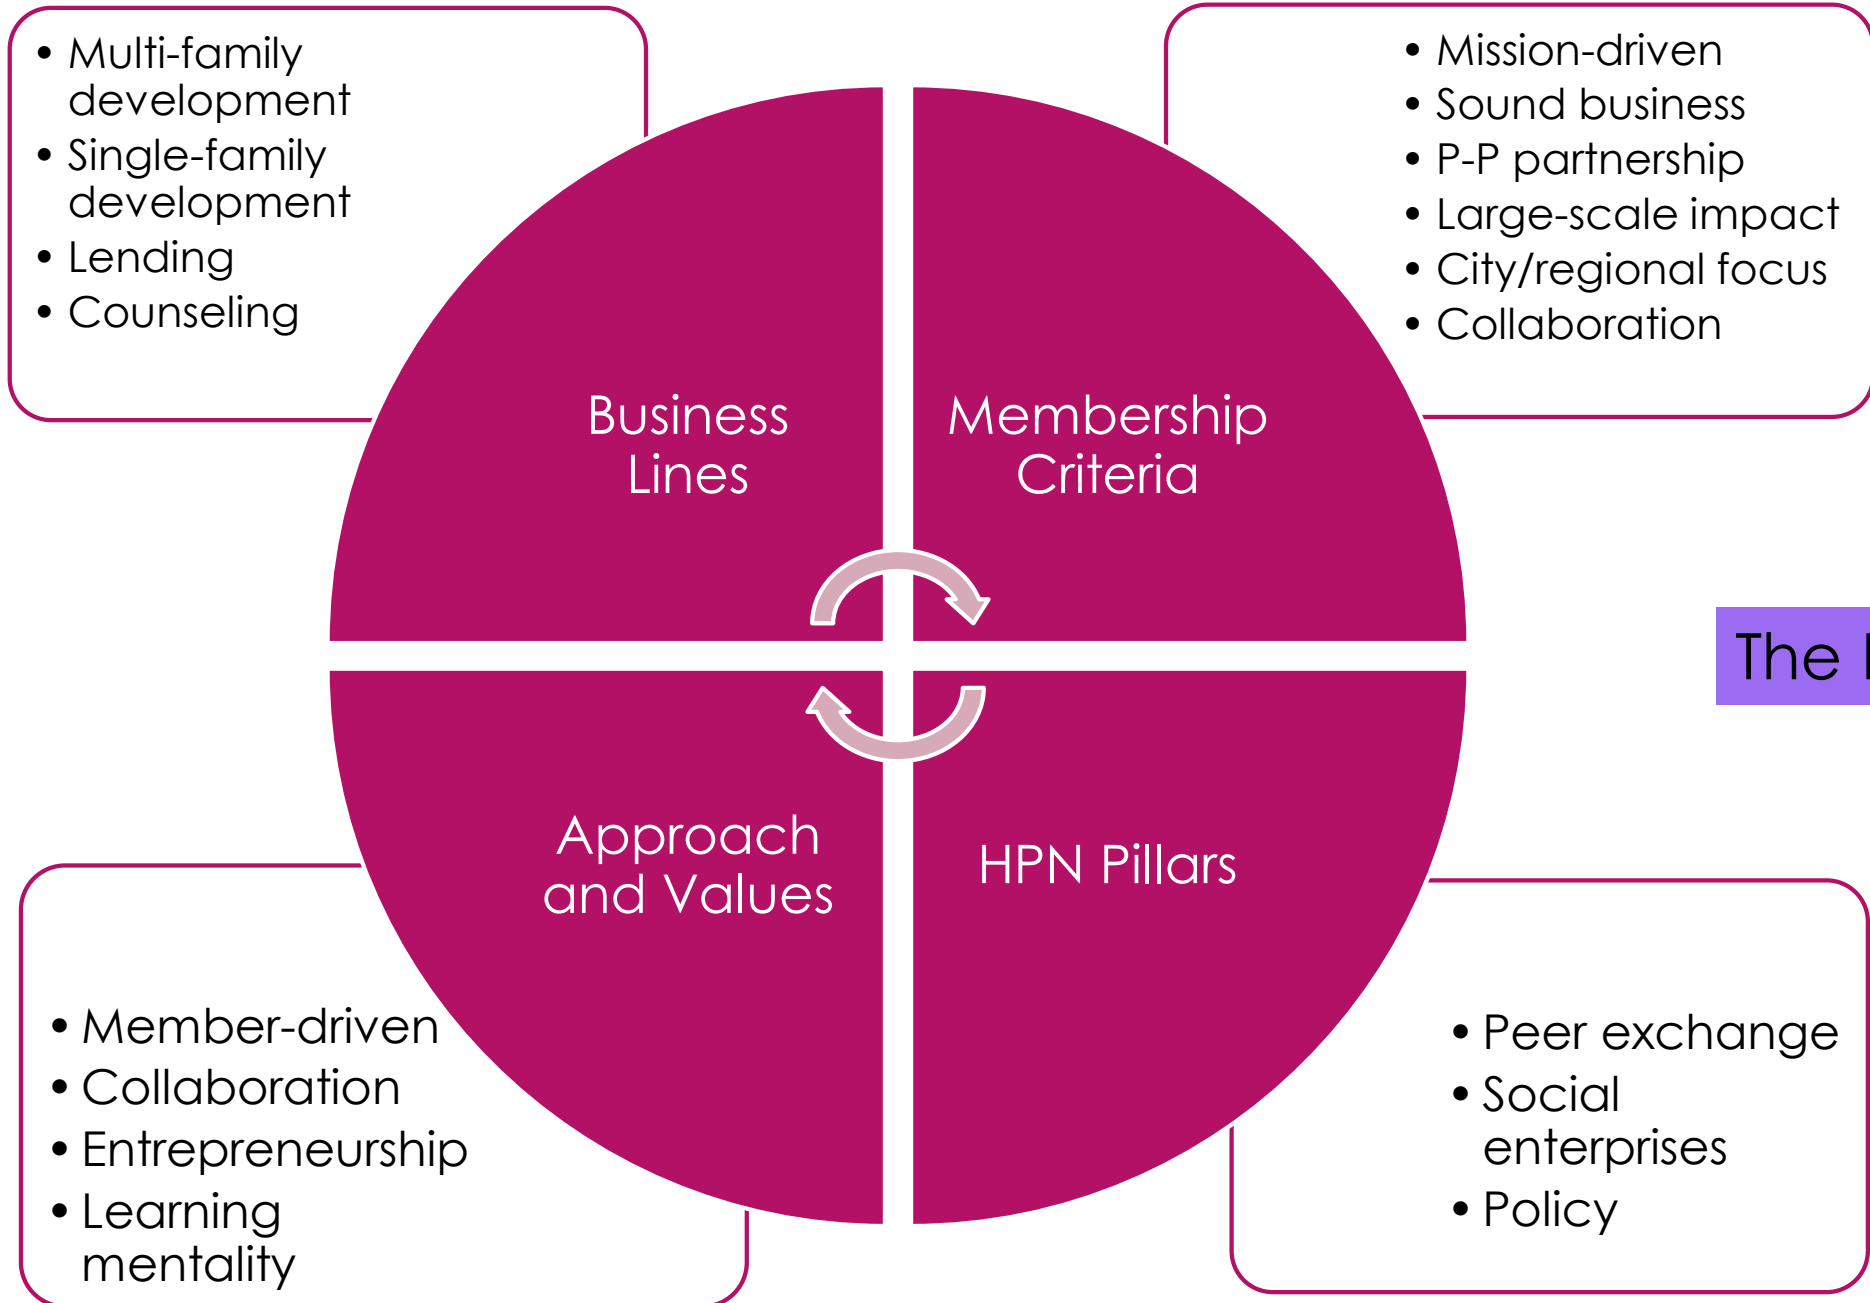 • Multi-family
development
• Single-family
development
• Lending
• Counseling
• Mission-driven
• Sound business
• P-P partnership
• Large-scale impact
• City/regional focus
• Collaboration
Business
Lines
Membership
Criteria
The
Approach
and Values
HPN Pillars
• Member-driven
• Collaboration
• Entrepreneurship
• Learning
mentality
• Peer exchange
• Social
enterprises
• Policy